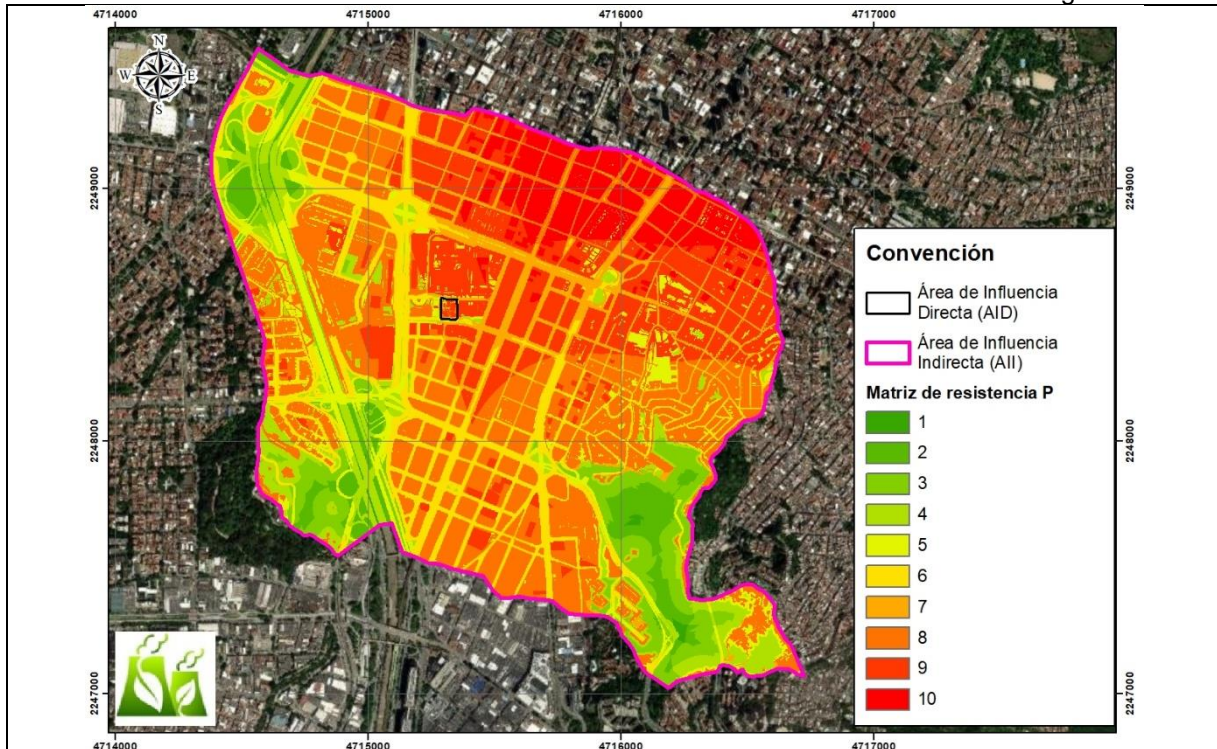 4714000 4715000 4716000 4717000
N
W E
S
2249000 2249000
Convención
Área de Influencia
Directa (AID)
Área de Influencia
Indirecta (AII)
Matriz de resistencia P
1
2
3
4
5
6
7
8
9
10
2248000 2248000
2247000 2247000
4714000 4715000 4716000 4717000